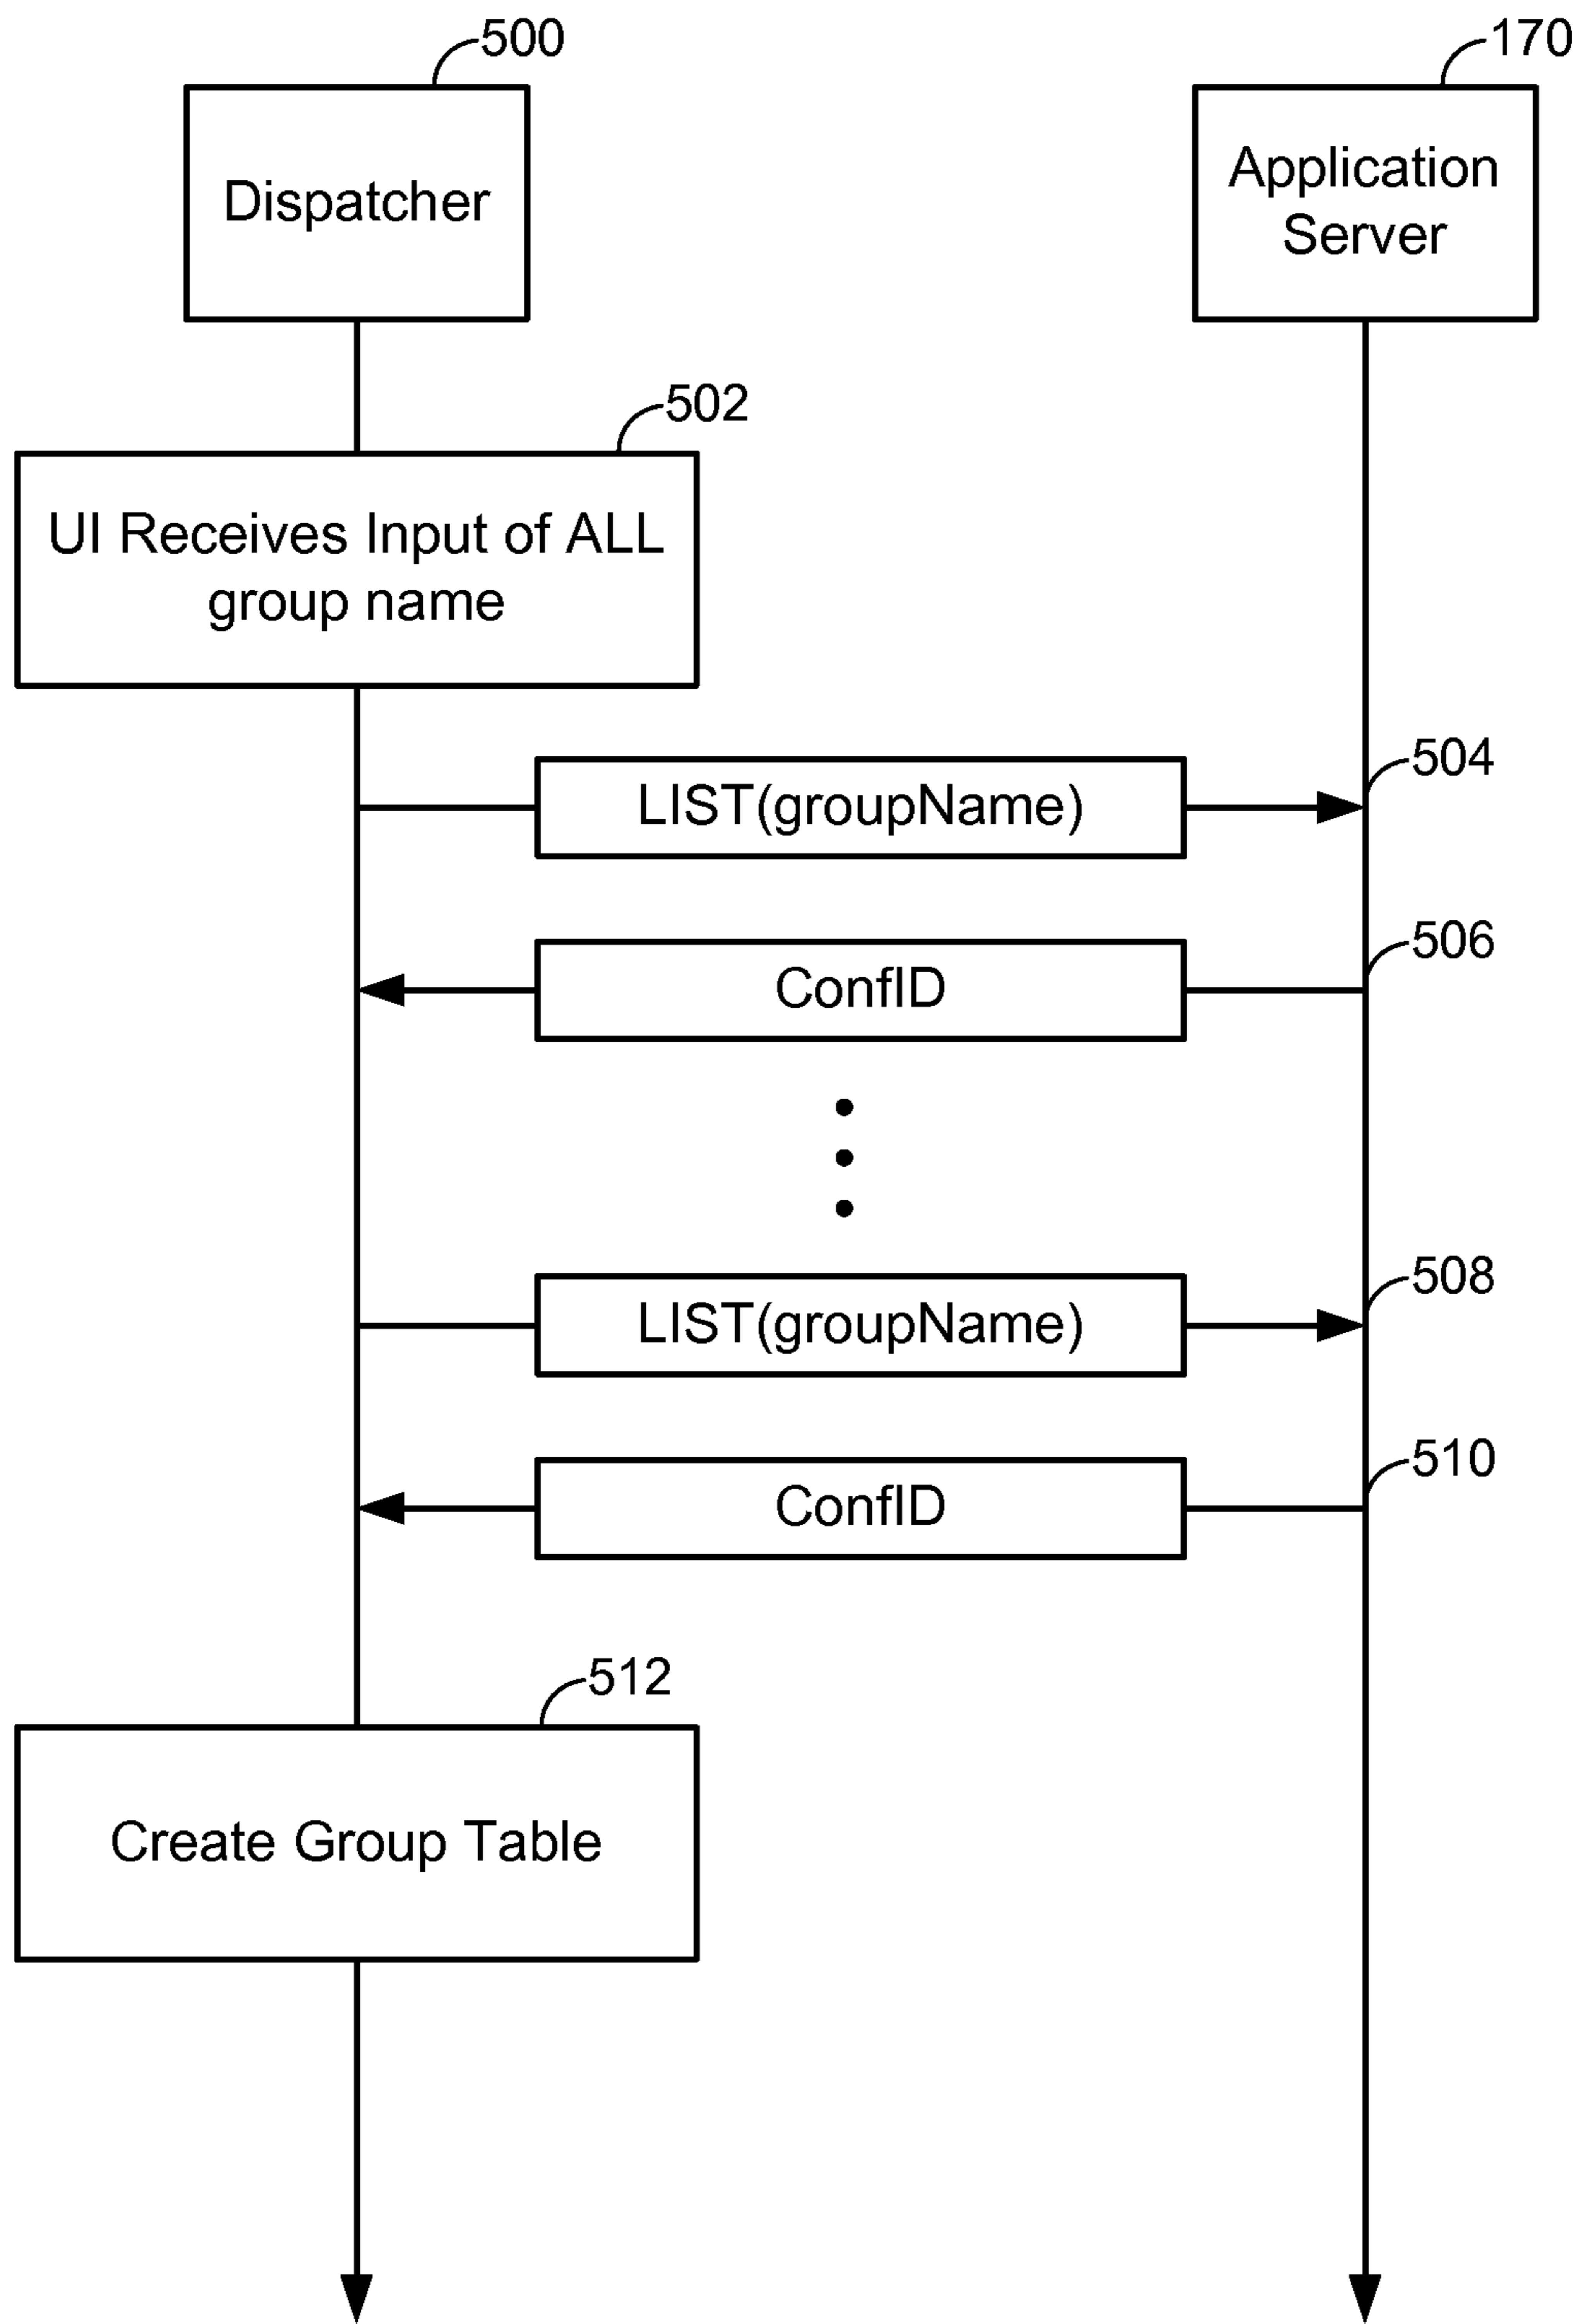 500
170
Dispatcher
Application
Server
502
UI Receives Input of ALL
group name
504
LIST(groupName)
506
ConfID
508
LIST(groupName)
510
ConfID
512
Create Group Table